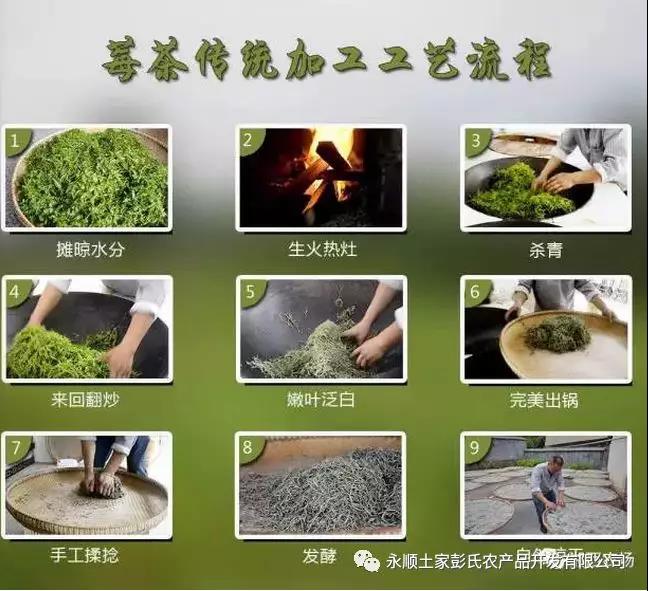 莓茶传统加工工艺流程
1
2
3
摊晾水分
生火热灶
杀青
4
5
6
来回翻炒
嫩叶泛白
完美出锅
7
8
9
手工揉捻
发酵
永顺土家彭氏农产品开发有限公司